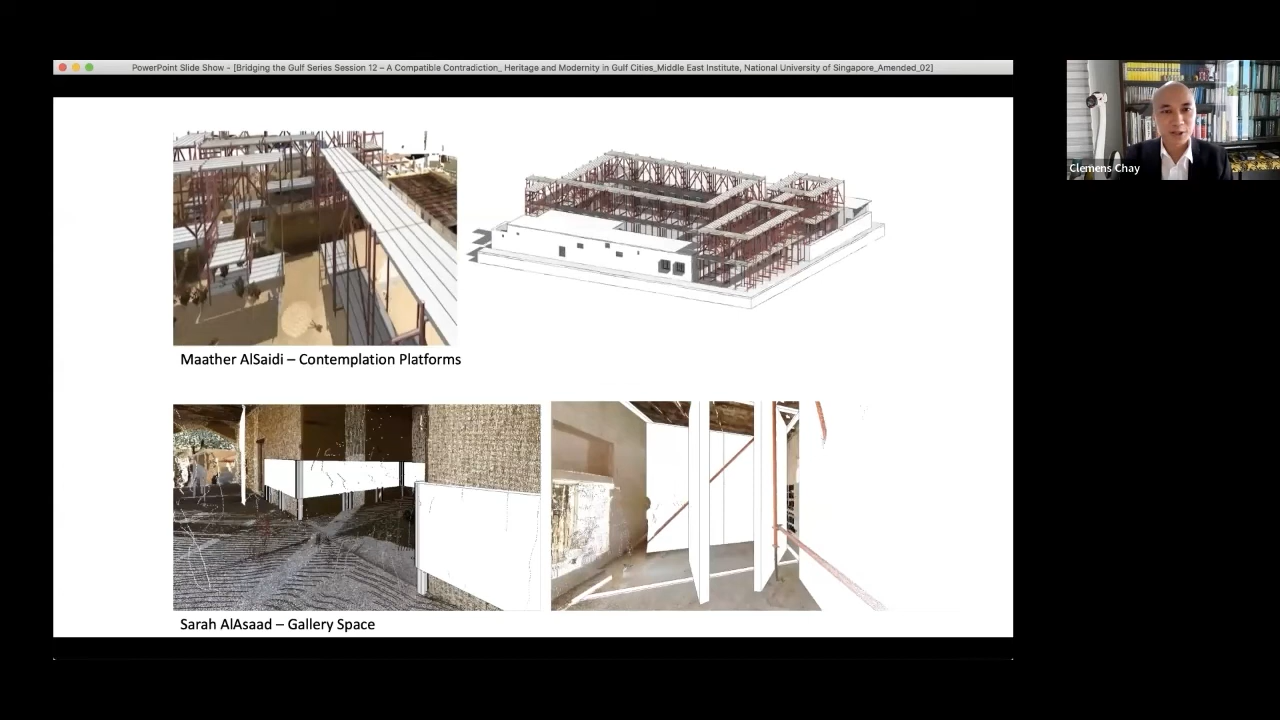 PowerPoint Slide Show - [Bridging the Gulf Series Session 12 – A Compatible Contradiction_ Heritage and Modernity in Gulf Cities_Middle East Institute, National University of Singapore_Amended_02]
Clemens Chay
Maather AlSaidi – Contemplation Platforms
Sarah AlAsaad – Gallery Space